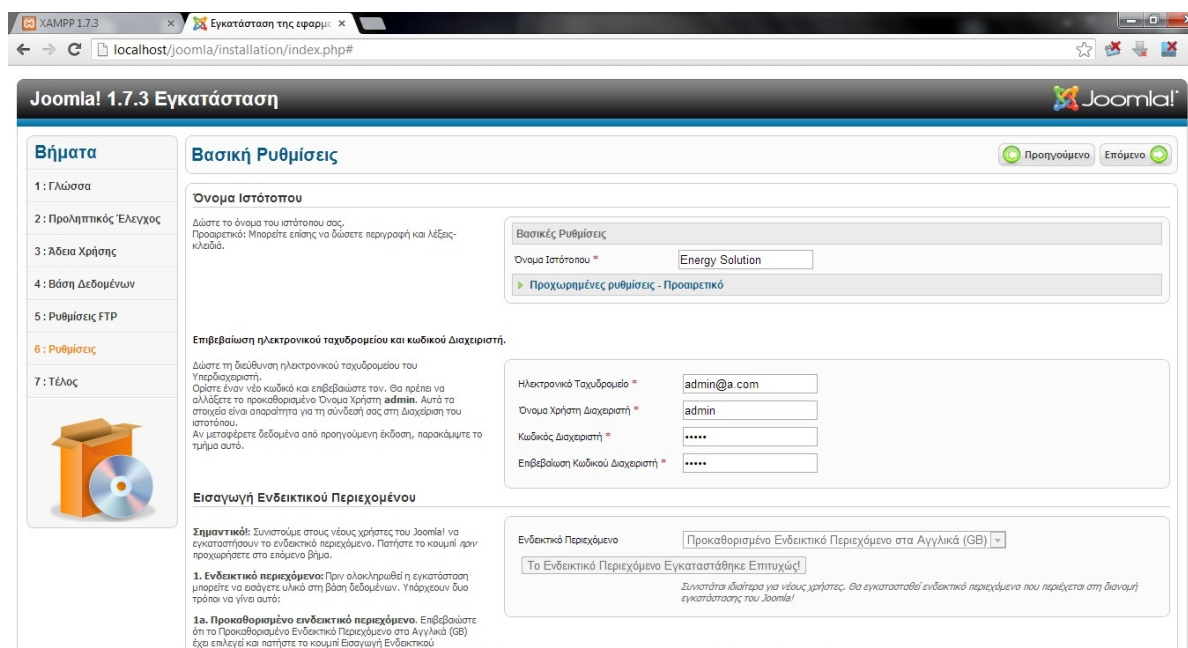 XAMPP 1.7.3
Εγκατάσταση της εφαρμο
localhost/joomla/installation/index.php#
Joomla! 1.7.3 Εγκατάσταση
Joomla!
Βήματα
1 : Γλώσσα
2 : Προληπτικός Έλεγχος
3 : Άδεια Χρήσης
4 : Βάση Δεδομένων
5 : Ρυθμίσεις FTP
6 : Ρυθμίσεις
7 : Τέλος
Βασική Ρυθμίσεις
Προηγούμενο
Επόμενο
Όνομα Ιστότοπου
Δώστε το όνομα του ιστότοπου σας.
Προαιρετικό: Μπορείτε επίσης να δώσετε περιγραφή και λέξεις-
κλειδιά.
Βασικές Ρυθμίσεις
Όνομα Ιστότοπου *
Energy Solution
Προχωρημένες ρυθμίσεις - Προαιρετικό
Επιβεβαίωση ηλεκτρονικού ταχυδρομείου και κωδικού Διαχειριστή.
Δώστε τη διεύθυνση ηλεκτρονικού ταχυδρομείου του
Υπερδιαχειριστή.
Ορίστε έναν νέο κωδικό και επιβεβαιώστε τον. Θα πρέπει να
αλλάξετε το προκαθορισμένο Όνομα Χρήστη admin. Αυτά τα
στοιχεία είναι απαραίτητα για τη σύνδεσή σας στη Διαχείριση του
ιστοτόπου.
Αν μεταφέρετε δεδομένα από προηγούμενη έκδοση, παρακάμψτε το
τμήμα αυτό.
Ηλεκτρονικό Ταχυδρομείο *
admin@a.com
Όνομα Χρήστη Διαχειριστή *
admin
Κωδικός Διαχειριστή *
•••••
Επιβεβαίωση Κωδικού Διαχειριστή *
•••••
Εισαγωγή Ενδεικτικού Περιεχομένου
Σημαντικό!: Συνιστούμε στους νέους χρήστες του Joomla! να
εγκαταστήσουν το ενδεικτικό περιεχόμενο. Πατήστε το κουμπί πριν
προχωρήσετε στο επόμενο βήμα.
1. Ενδεικτικό περιεχόμενο: Πριν ολοκληρωθεί η εγκατάσταση
μπορείτε να εισάγετε υλικό στη βάση δεδομένων. Υπάρχουν δυο
τρόποι να γίνει αυτό:
1α. Προκαθορισμένο εινδεικτικό περιεχόμενο. Επιβεβαιώστε
ότι το Προκαθορισμένο Ενδεικτικό Περιεχόμενο στα Αγγλικά (GB)
έχει επιλεγεί και πατήστε το κουμπί Εισαγωγή Ενδεικτικού
Ενδεικτικό Περιεχόμενο
Προκαθορισμένο Ενδεικτικό Περιεχόμενο στα Αγγλικά (GB)
Το Ενδεικτικό Περιεχόμενο Εγκαταστάθηκε Επιτυχώς!
Συνιστάται ιδιαίτερα για νέους χρήστες. Θα εγκατασταθεί ενδεικτικό περιεχόμενο που περιέχεται στη διανομή
εγκατάστασης του Joomla!